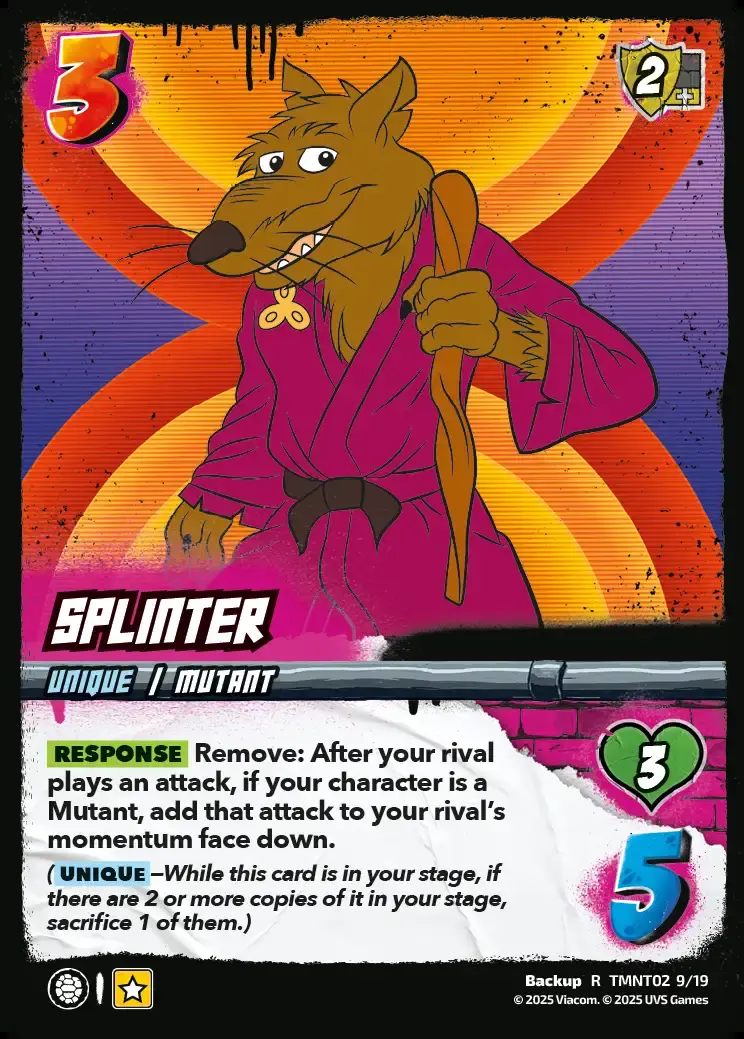 3
2
SPLINTER
UNIQUE / MUTANT
RESPONSE Remove: After your rival
plays an attack, if your character is a
Mutant, add that attack to your rival's
momentum face down.
( UNIQUE —While this card is in your stage, if
there are 2 or more copies of it in your stage,
sacrifice 1 of them.)
3
5
Backup R TMNT02 9/19
© 2025 Viacom. © 2025 UVS Games